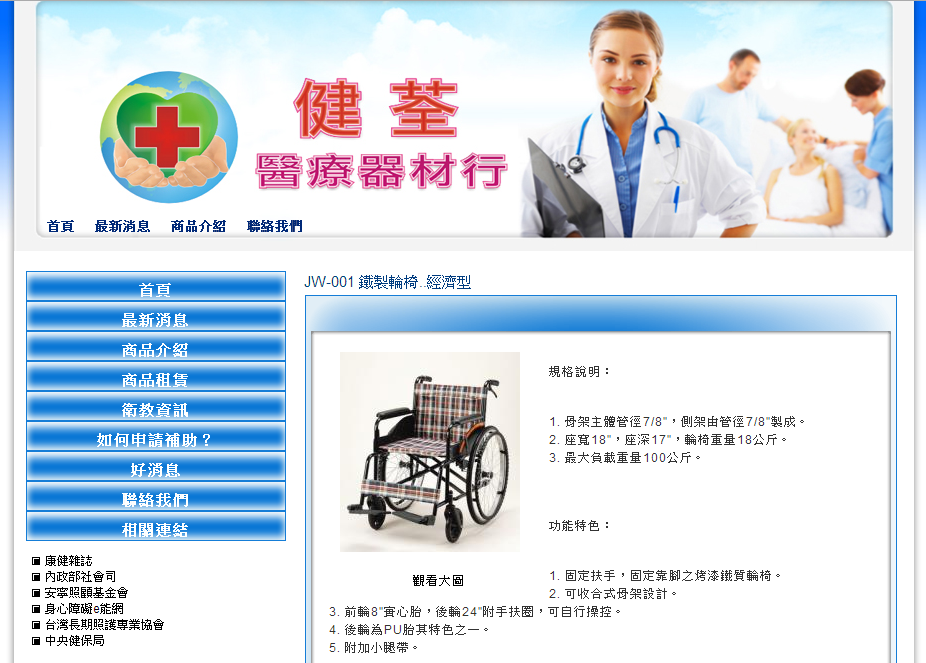 健 荃
醫療器材行
首頁 最新消息 商品介紹 聯絡我們
首頁
最新消息
商品介紹
商品租賃
衛教資訊
如何申請補助？
好消息
聯絡我們
相關連結
康健雜誌
內政部社會司
安寧照顧基金會
身心障礙e能網
台灣長期照護專業協會
中央健保局
JW-001 鐵製輪椅..經濟型
規格說明：
1. 骨架主體管徑7/8"，側架由管徑7/8"製成。
2. 座寬18"，座深17"，輪椅重量18公斤。
3. 最大負載重量100公斤。
功能特色：
觀看大圖
1. 固定扶手，固定靠腳之烤漆鐵質輪椅。
2. 可收合式骨架設計。
3. 前輪8"實心胎，後輪24"附手扶圈，可自行操控。
4. 後輪為PU胎其特色之一。
5. 附加小腿帶。